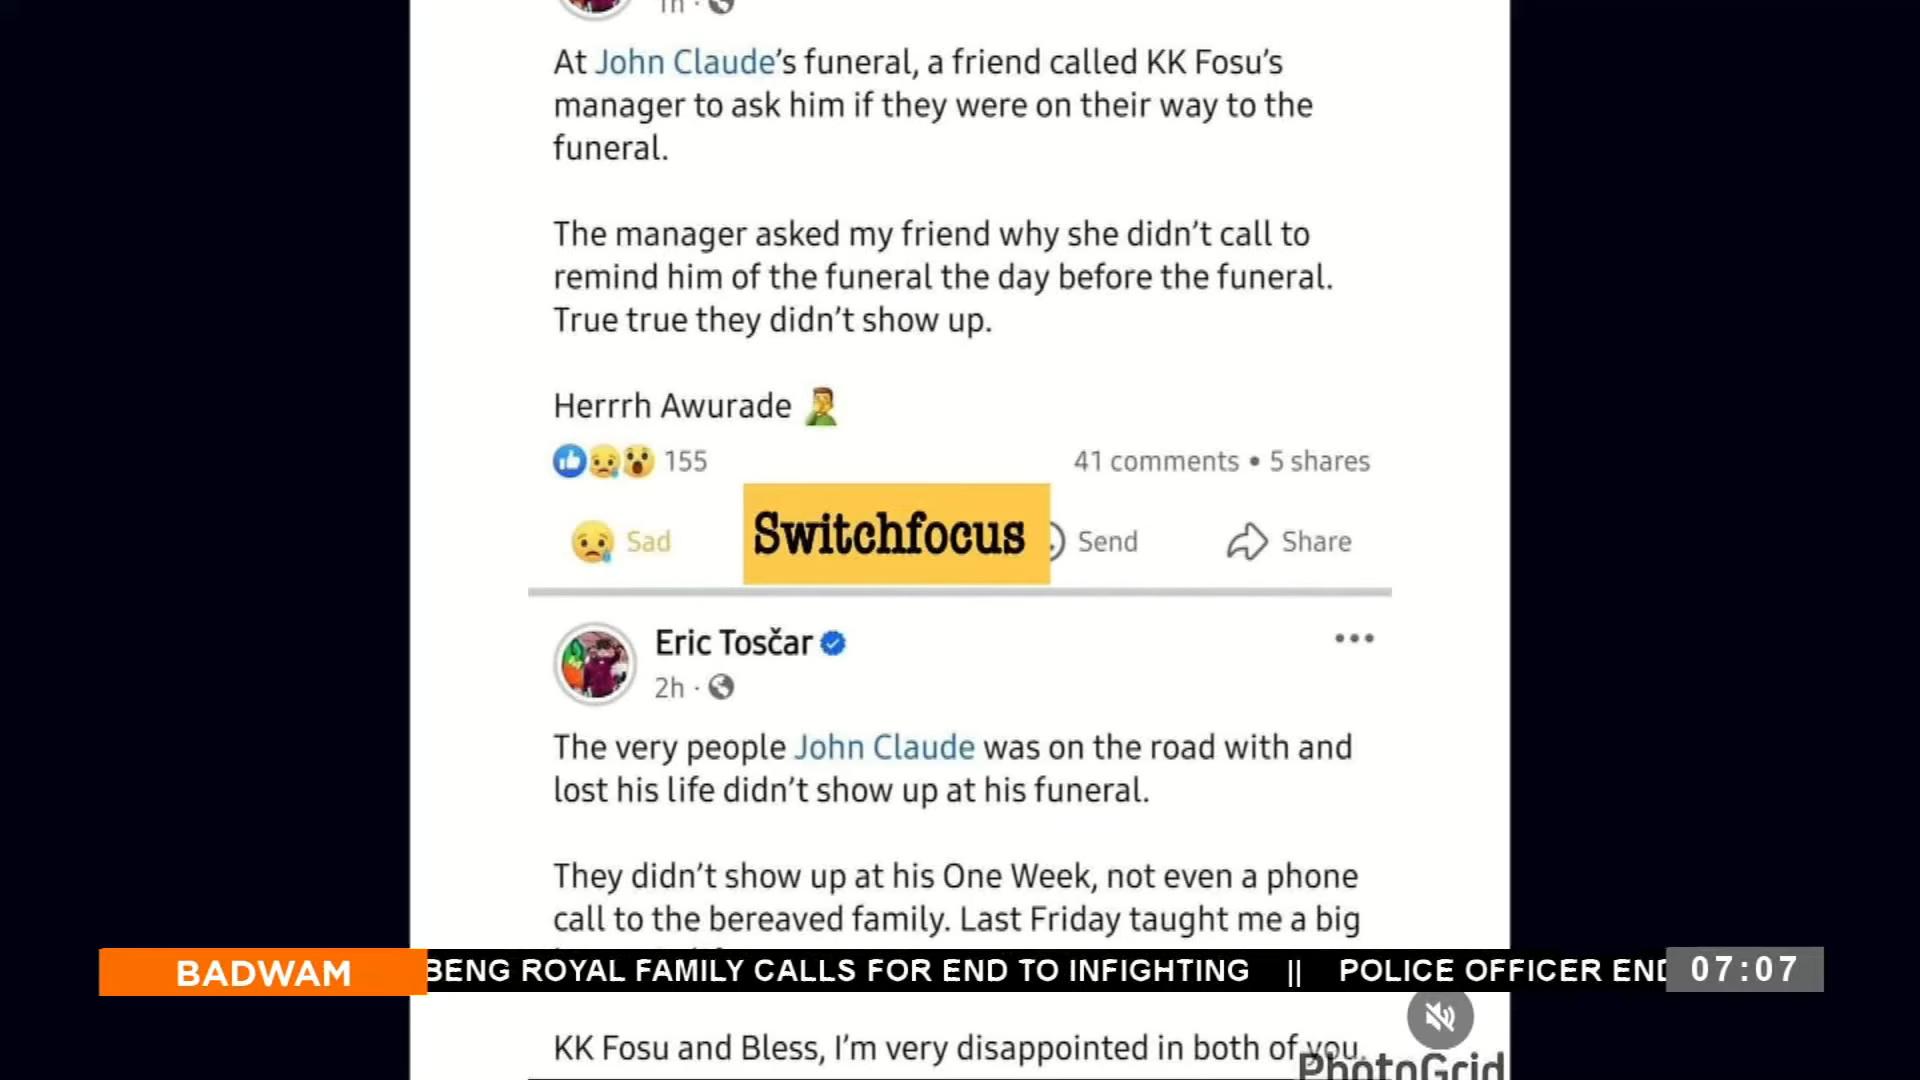 1h
At John Claude's funeral, a friend called KK Fosu's
manager to ask him if they were on their way to the
funeral.
The manager asked my friend why she didn't call to
remind him of the funeral the day before the funeral.
True true they didn't show up.
Herrrh Awurade
155
41 comments • 5 shares
Sad
Switchfocus
Send
Share
Eric Tosčar
2h ·
The very people John Claude was on the road with and
lost his life didn't show up at his funeral.
They didn't show up at his One Week, not even a phone
call to the bereaved family. Last Friday taught me a big
BADWAM
BENG ROYAL FAMILY CALLS FOR END TO INFIGHTING || POLICE OFFICER END
07:07
KK Fosu and Bless, I'm very disappointed in both of you.
PhotoGrid